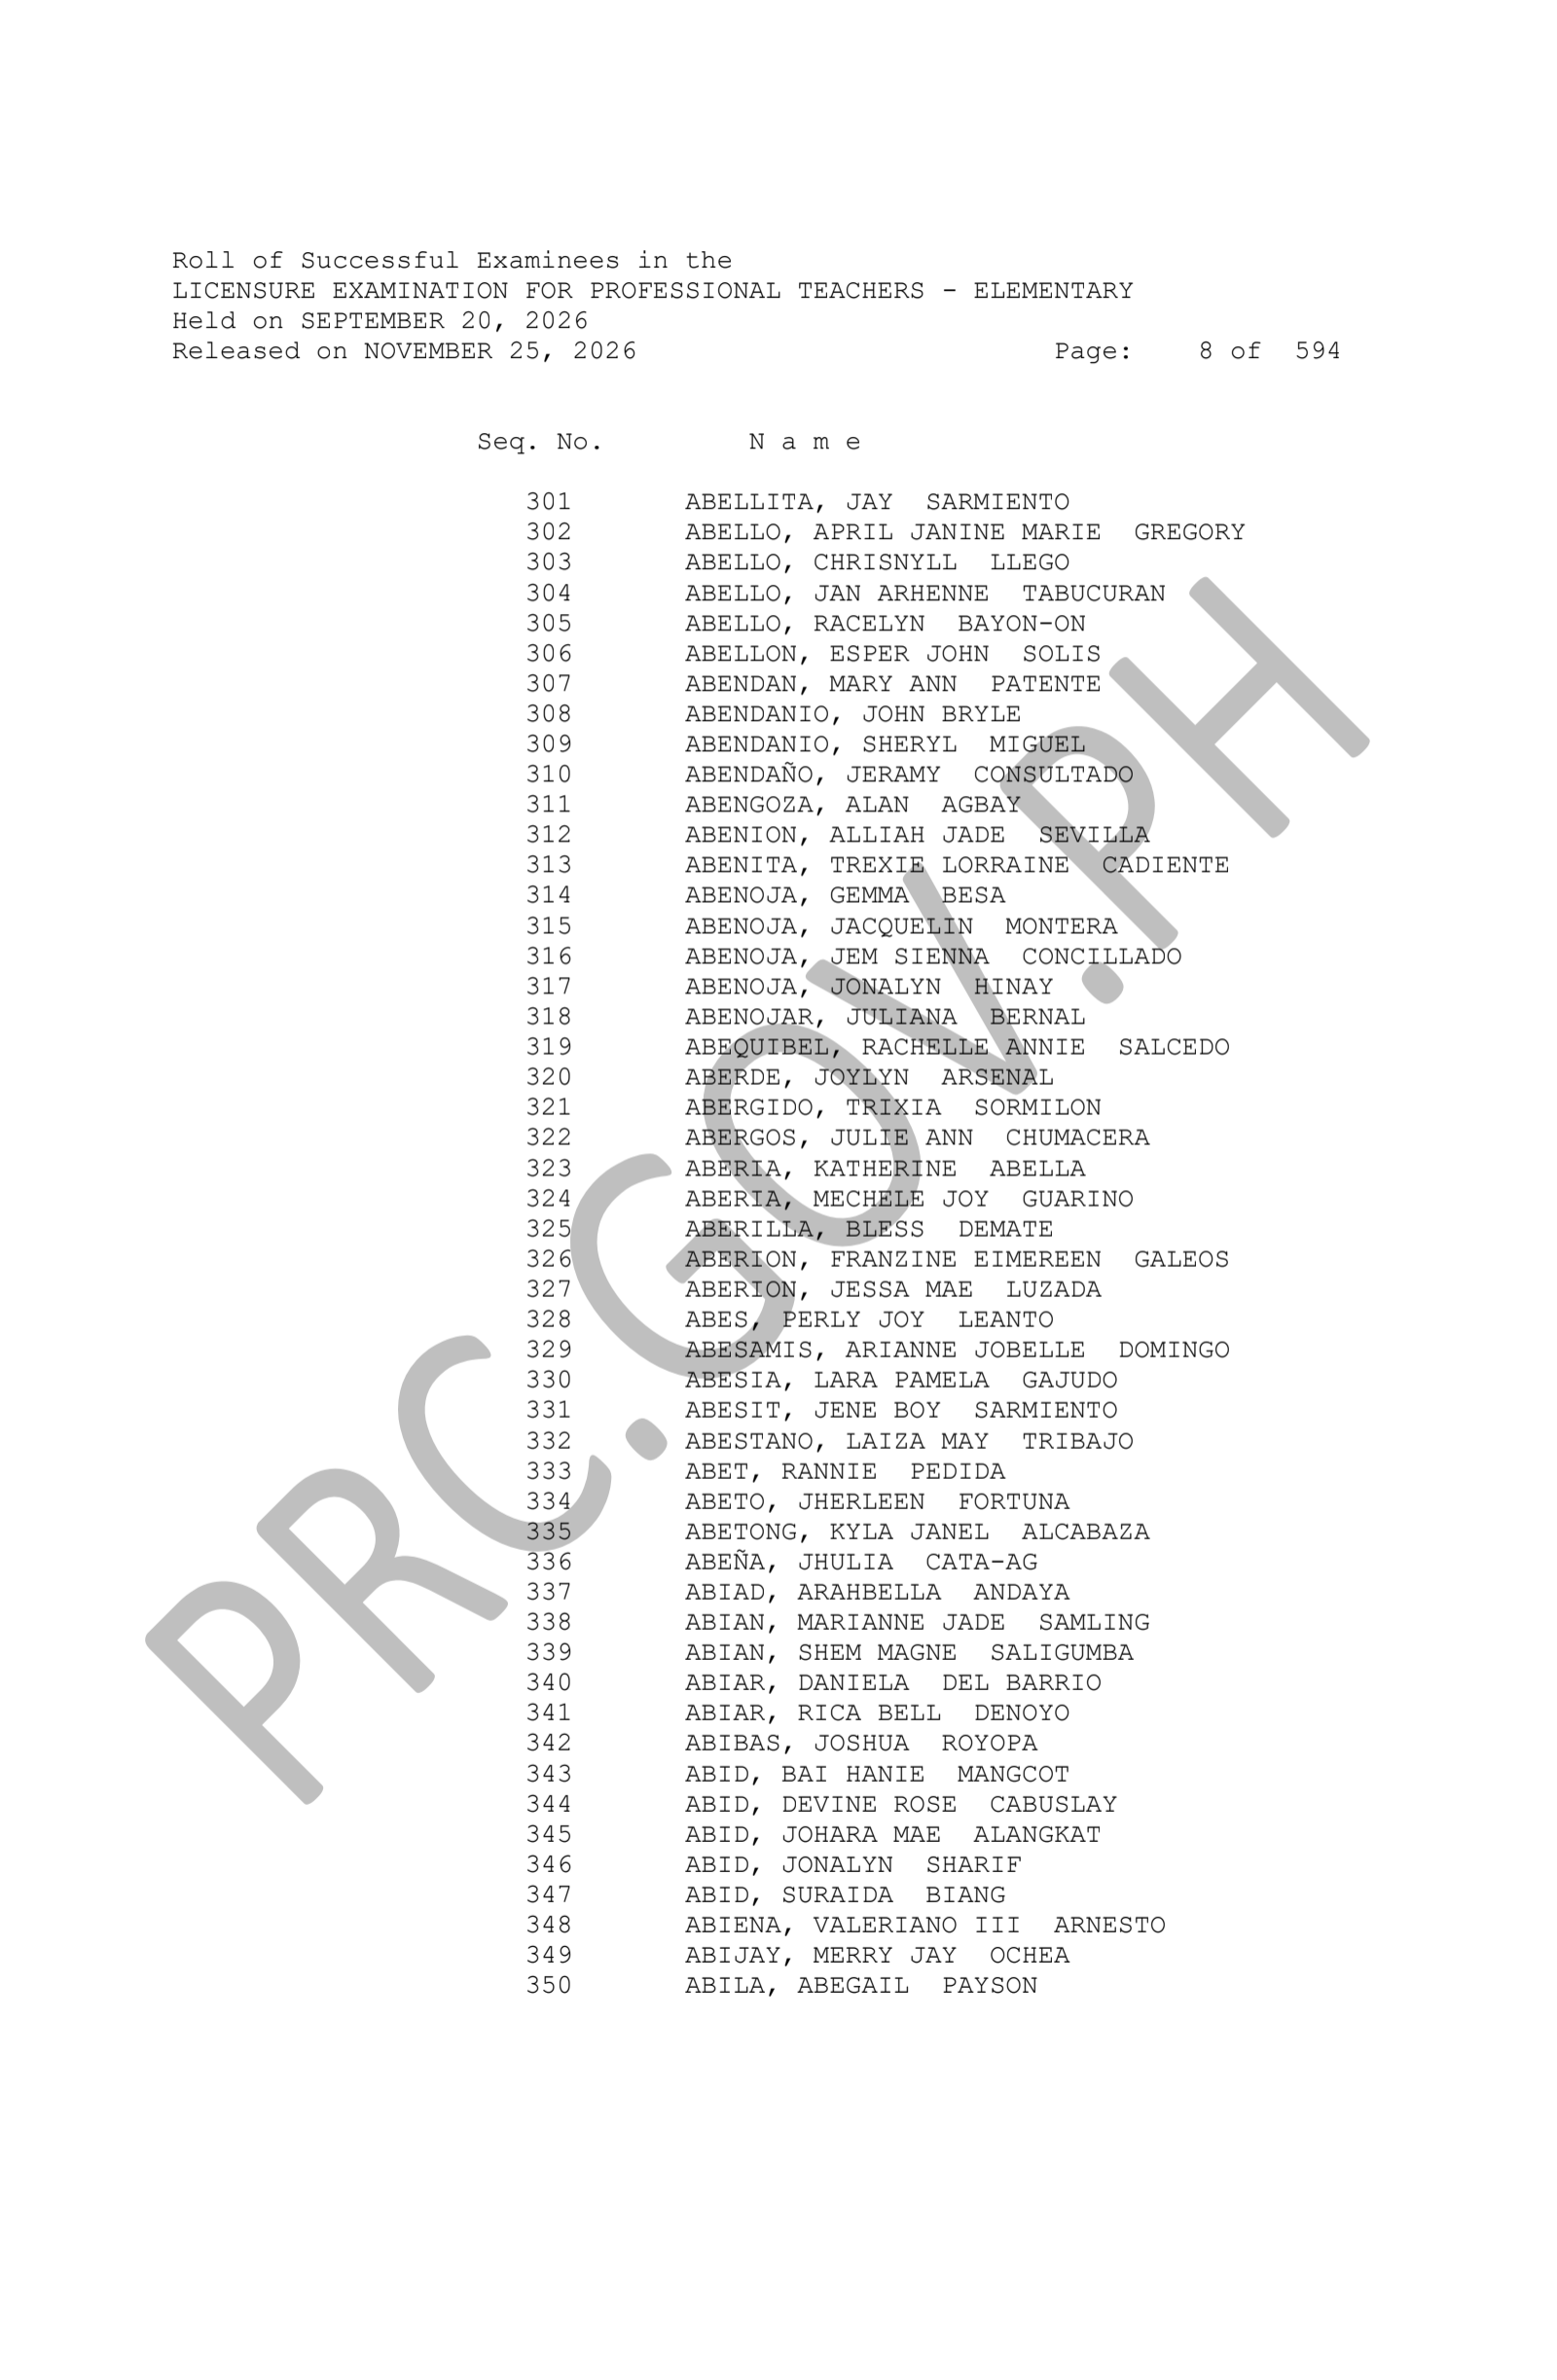 Roll of Successful Examinees in the
LICENSURE EXAMINATION FOR PROFESSIONAL TEACHERS - ELEMENTARY
Held on SEPTEMBER 20, 2026
Released on NOVEMBER 25, 2026 Page: 8 of 594
Seq. No. N a m e
301 ABELLITA, JAY SARMIENTO
302 ABELLO, APRIL JANINE MARIE GREGORY
303 ABELLO, CHRISNYLL LLEGO
304 ABELLO, JAN ARHENNE TABUCURAN
305 ABELLO, RACELYN BAYON-ON
306 ABELLON, ESPER JOHN SOLIS
307 ABENDAN, MARY ANN PATENTE
308 ABENDANIO, JOHN BRYLE
309 ABENDANIO, SHERYL MIGUEL
310 ABENDAÑO, JERAMY CONSULTADO
311 ABENGOZA, ALAN AGBAY
312 ABENION, ALLIAH JADE SEVILLA
313 ABENITA, TREXIE LORRAINE CADIENTE
314 ABENOJA, GEMMA BESA
315 ABENOJA, JACQUELIN MONTERA
316 ABENOJA, JEM SIENNA CONCILLADO
317 ABENOJA, JONALYN HINAY
318 ABENOJAR, JULIANA BERNAL
319 ABEQUIBEL, RACHELLE ANNIE SALCEDO
320 ABERDE, JOYLYN ARSENAL
321 ABERGIDO, TRIXIA SORMILON
322 ABERGOS, JULIE ANN CHUMACERA
323 ABERIA, KATHERINE ABELLA
324 ABERIA, MECHELE JOY GUARINO
325 ABERILLA, BLESS DEMATE
326 ABERION, FRANZINE EIMEREEN GALEOS
327 ABERION, JESSA MAE LUZADA
328 ABES, PERLY JOY LEANTO
329 ABESAMIS, ARIANNE JOBELLE DOMINGO
330 ABESIA, LARA PAMELA GAJUDO
331 ABESIT, JENE BOY SARMIENTO
332 ABESTANO, LAIZA MAY TRIBAJO
333 ABET, RANNIE PEDIDA
334 ABETO, JHERLEEN FORTUNA
335 ABETONG, KYLA JANEL ALCABAZA
336 ABEÑA, JHULIA CATA-AG
337 ABIAD, ARAHBELLA ANDAYA
338 ABIAN, MARIANNE JADE SAMLING
339 ABIAN, SHEM MAGNE SALIGUMBA
340 ABIAR, DANIELA DEL BARRIO
341 ABIAR, RICA BELL DENOYO
342 ABIBAS, JOSHUA ROYOPA
343 ABID, BAI HANIE MANGCOT
344 ABID, DEVINE ROSE CABUSLAY
345 ABID, JOHARA MAE ALANGKAT
346 ABID, JONALYN SHARIF
347 ABID, SURAIDA BIANG
348 ABIENA, VALERIANO III ARNESTO
349 ABIJAY, MERRY JAY OCHEA
350 ABILA, ABEGAIL PAYSON
PRC.GOV.PH